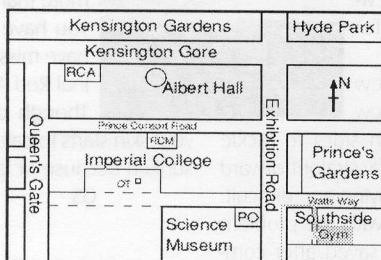 Kensington Gardens
Hyde Park
Kensington Gore
RCA
Albert Hall
N
Prince Consort Road
RCM
Queen's Gate
Imperial College
Exhibition Road
Prince's
Gardens
OT
Watts Way
PO
Southside
Gym
Science
Museum